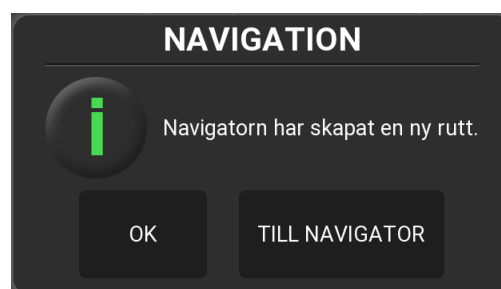 NAVIGATION
Navigatorn har skapat en ny rutt.
OK
TILL NAVIGATOR